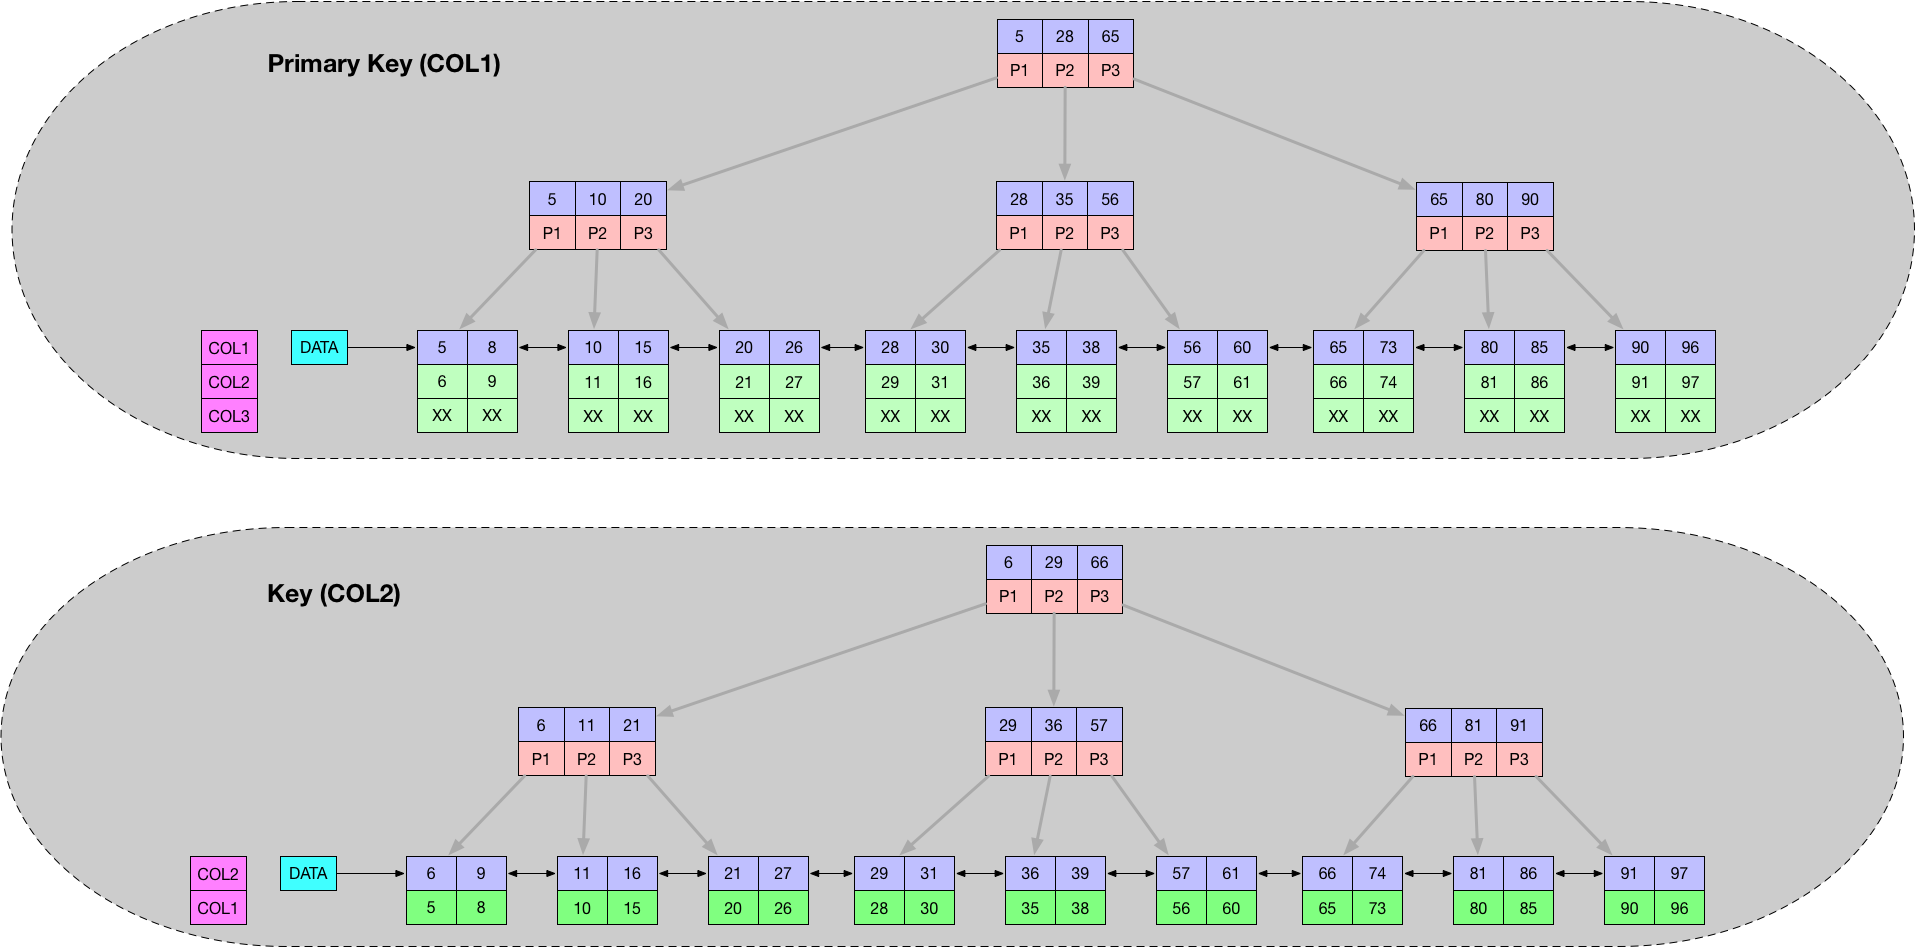 5 28 65
Primary Key (COL1)
P1 P2 P3
5 10 20 28 35 56 65 80 90
P1 P2 P3 P1 P2 P3 P1 P2 P3
COL1 DATA 5 8 10 15 20 26 28 30 35 38 56 60 65 73 80 85 90 96
COL2 6 9 11 16 21 27 29 31 36 39 57 61 66 74 81 86 91 97
COL3 XX XX XX XX XX XX XX XX XX XX XX XX XX XX XX XX XX XX
6 29 66
Key (COL2)
P1 P2 P3
6 11 21 29 36 57 66 81 91
P1 P2 P3 P1 P2 P3 P1 P2 P3
COL2 DATA 6 9 11 16 21 27 29 31 36 39 57 61 66 74 81 86 91 97
COL1 5 8 10 15 20 26 28 30 35 38 56 60 65 73 80 85 90 96